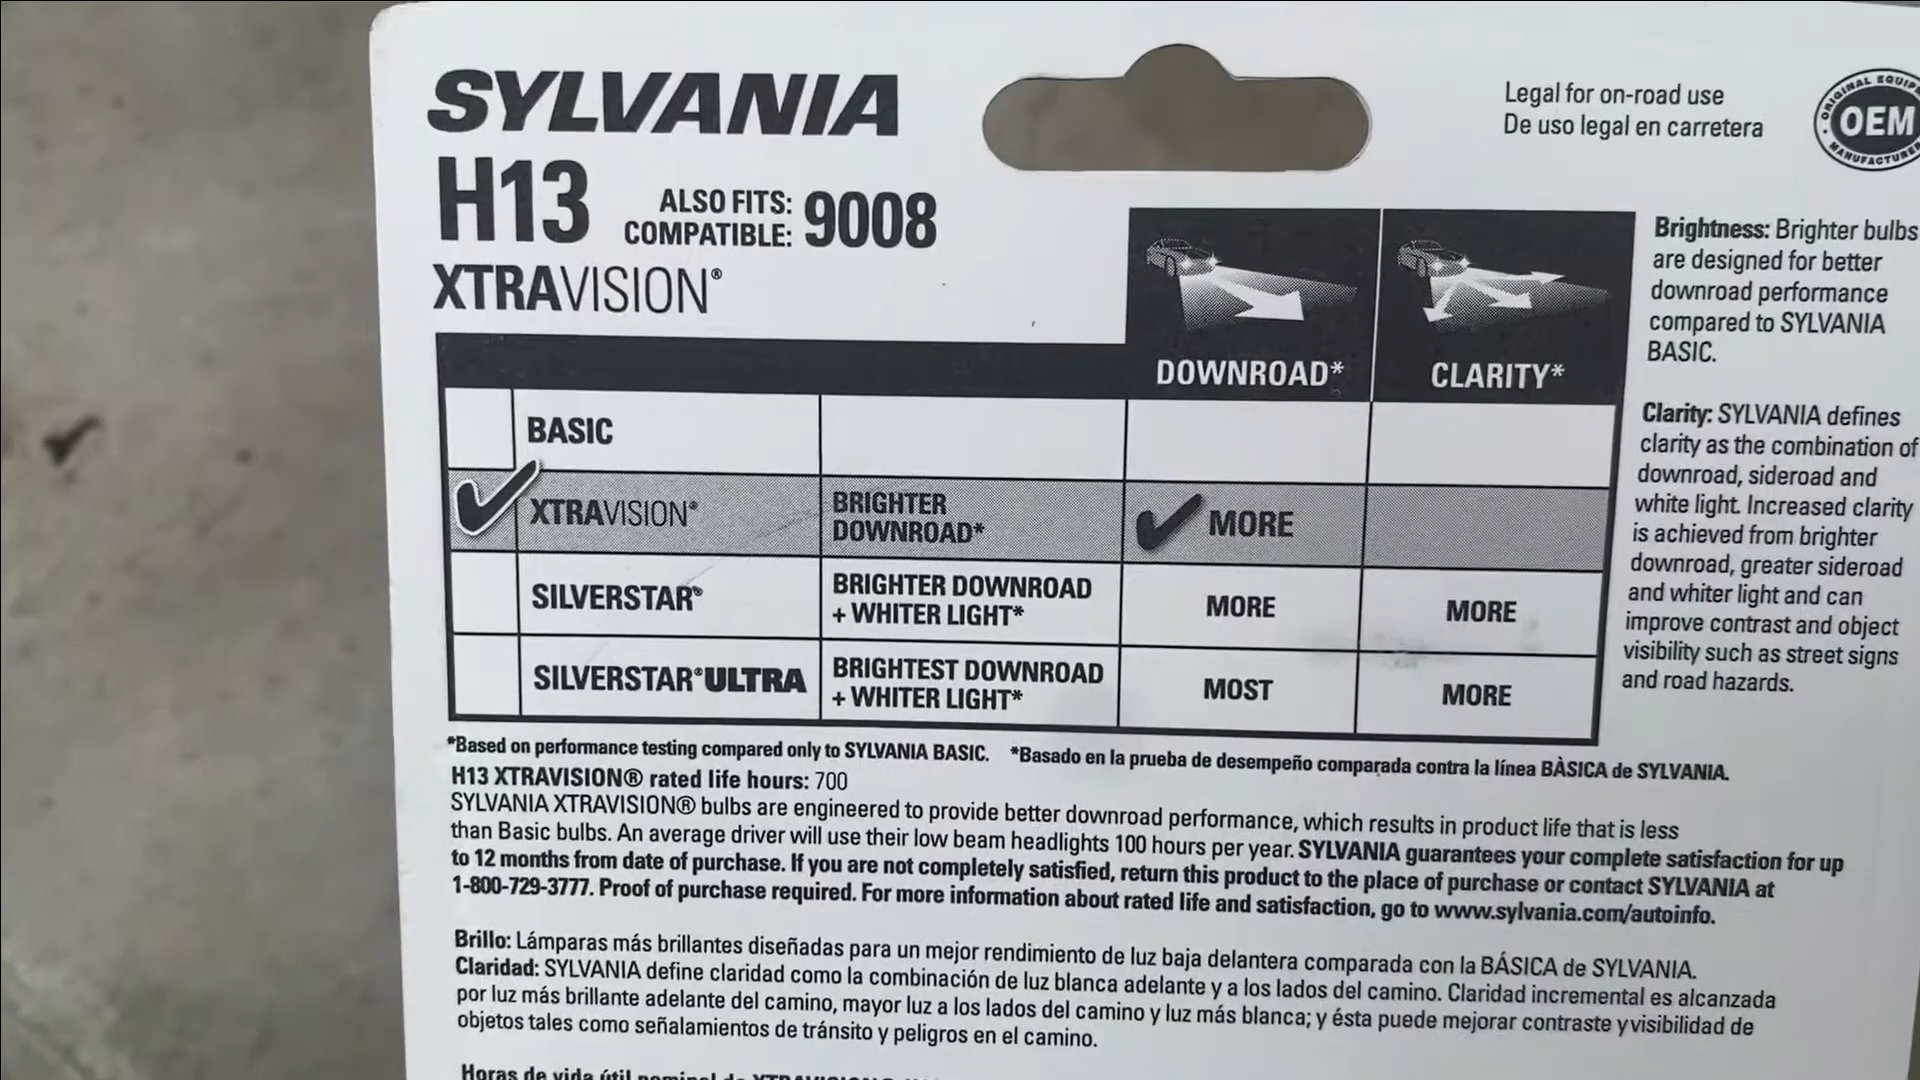 SYLVANIA
H13 ALSO FITS: COMPATIBLE: 9008
XTRAVISION®
Legal for on-road use
De uso legal en carretera
OEM
DOWNROAD* CLARITY*
BASIC
XTRAVISION® BRIGHTER DOWNROAD* MORE
SILVERSTAR® BRIGHTER DOWNROAD + WHITER LIGHT* MORE MORE
SILVERSTAR®ULTRA BRIGHTEST DOWNROAD + WHITER LIGHT* MOST MORE
Brightness: Brighter bulbs
are designed for better
downroad performance
compared to SYLVANIA
BASIC.
Clarity: SYLVANIA defines
clarity as the combination of
downroad, sideroad and
white light. Increased clarity
is achieved from brighter
downroad, greater sideroad
and whiter light and can
improve contrast and object
visibility such as street signs
and road hazards.
*Based on performance testing compared only to SYLVANIA BASIC. *Basado en la prueba de desempeño comparada contra la línea BÀSICA de SYLVANIA.
H13 XTRAVISION® rated life hours: 700
SYLVANIA XTRAVISION® bulbs are engineered to provide better downroad performance, which results in product life that is less
than Basic bulbs. An average driver will use their low beam headlights 100 hours per year. SYLVANIA guarantees your complete satisfaction for up
to 12 months from date of purchase. If you are not completely satisfied, return this product to the place of purchase or contact SYLVANIA at
1-800-729-3777. Proof of purchase required. For more information about rated life and satisfaction, go to www.sylvania.com/autoinfo.
Brillo: Lámparas más brillantes diseñadas para un mejor rendimiento de luz baja delantera comparada con la BÁSICA de SYLVANIA.
Claridad: SYLVANIA define claridad como la combinación de luz blanca adelante y a los lados del camino. Claridad incremental es alcanzada
por luz más brillante adelante del camino, mayor luz a los lados del camino y luz más blanca; y ésta puede mejorar contraste y visibilidad de
objetos tales como señalamientos de tránsito y peligros en el camino.
Horas de vida útil nominal de